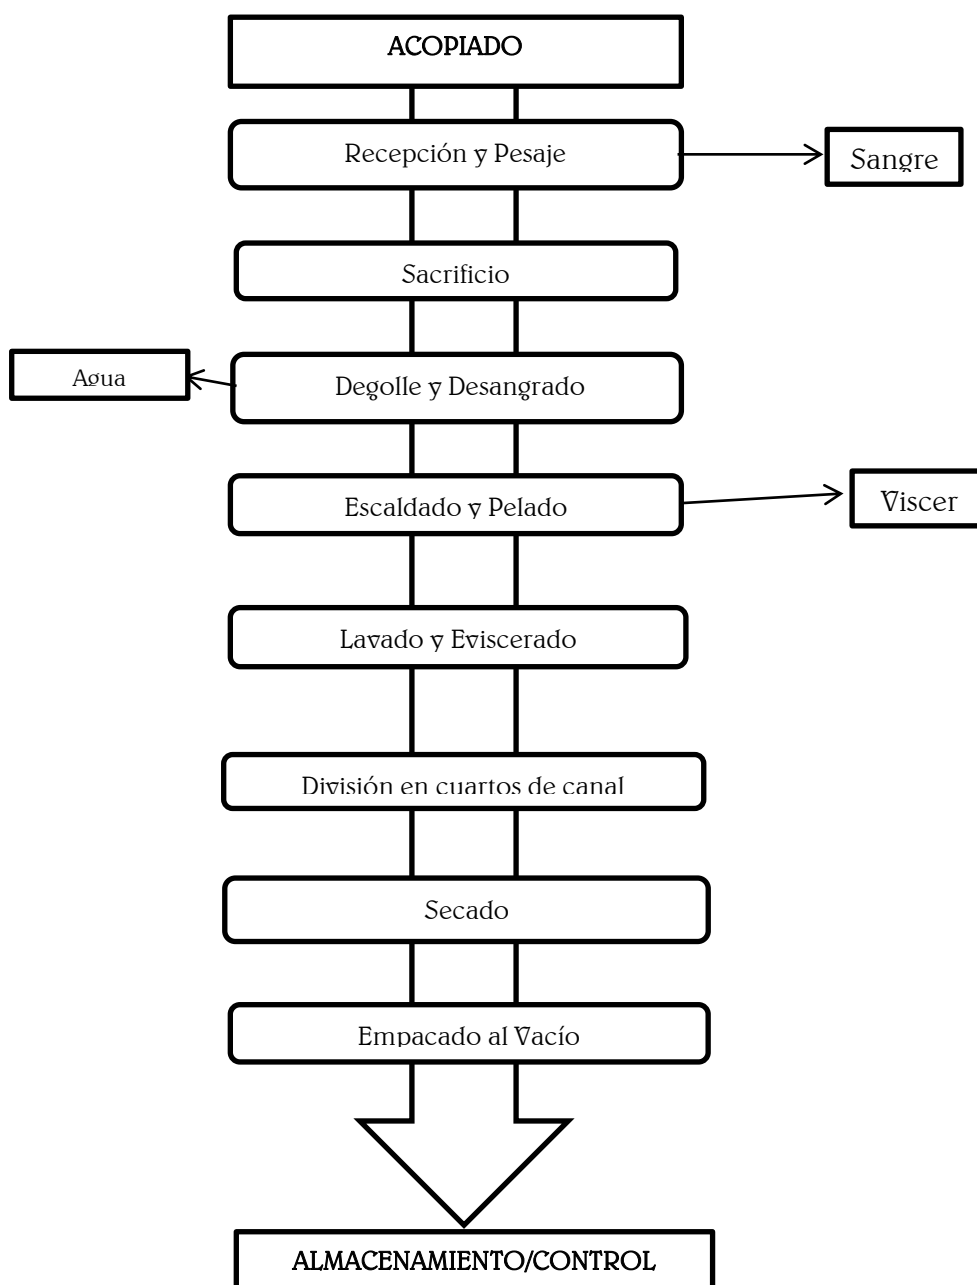 ACOPIADO
Recepción y Pesaje
Sangre
Sacrificio
Agua
Degolle y Desangrado
Escaldado y Pelado
Viscer
Lavado y Eviscerado
División en cuartos de canal
Secado
Empacado al Vacío
ALMACENAMIENTO/CONTROL